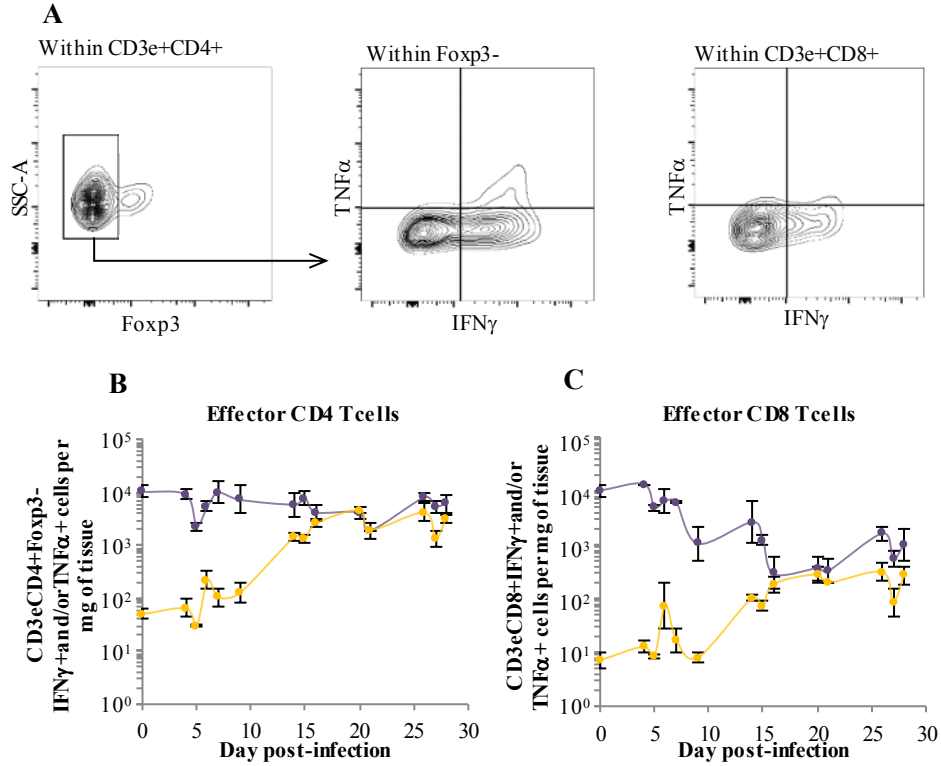 A
Within CD3e+CD4+
Within Foxp3-
Within CD3e+CD8+
SSC-A
TNFα
TNFα
Foxp3
IFNγ
IFNγ
B
C
Effector CD4 Tcells
Effector CD8 Tcells
CD3eCD4+Foxp3-
IFNγ+and/orTNFα+ cells per
mg of tissue
10⁵
10⁴
10³
10²
10¹
10⁰
0 5 10 15 20 25 30
Day post-infection
CD3eCD8+IFNγ+and/or
TNFα+ cells per mg of tissue
10⁵
10⁴
10³
10²
10¹
10⁰
0 5 10 15 20 25 30
Day post-infection